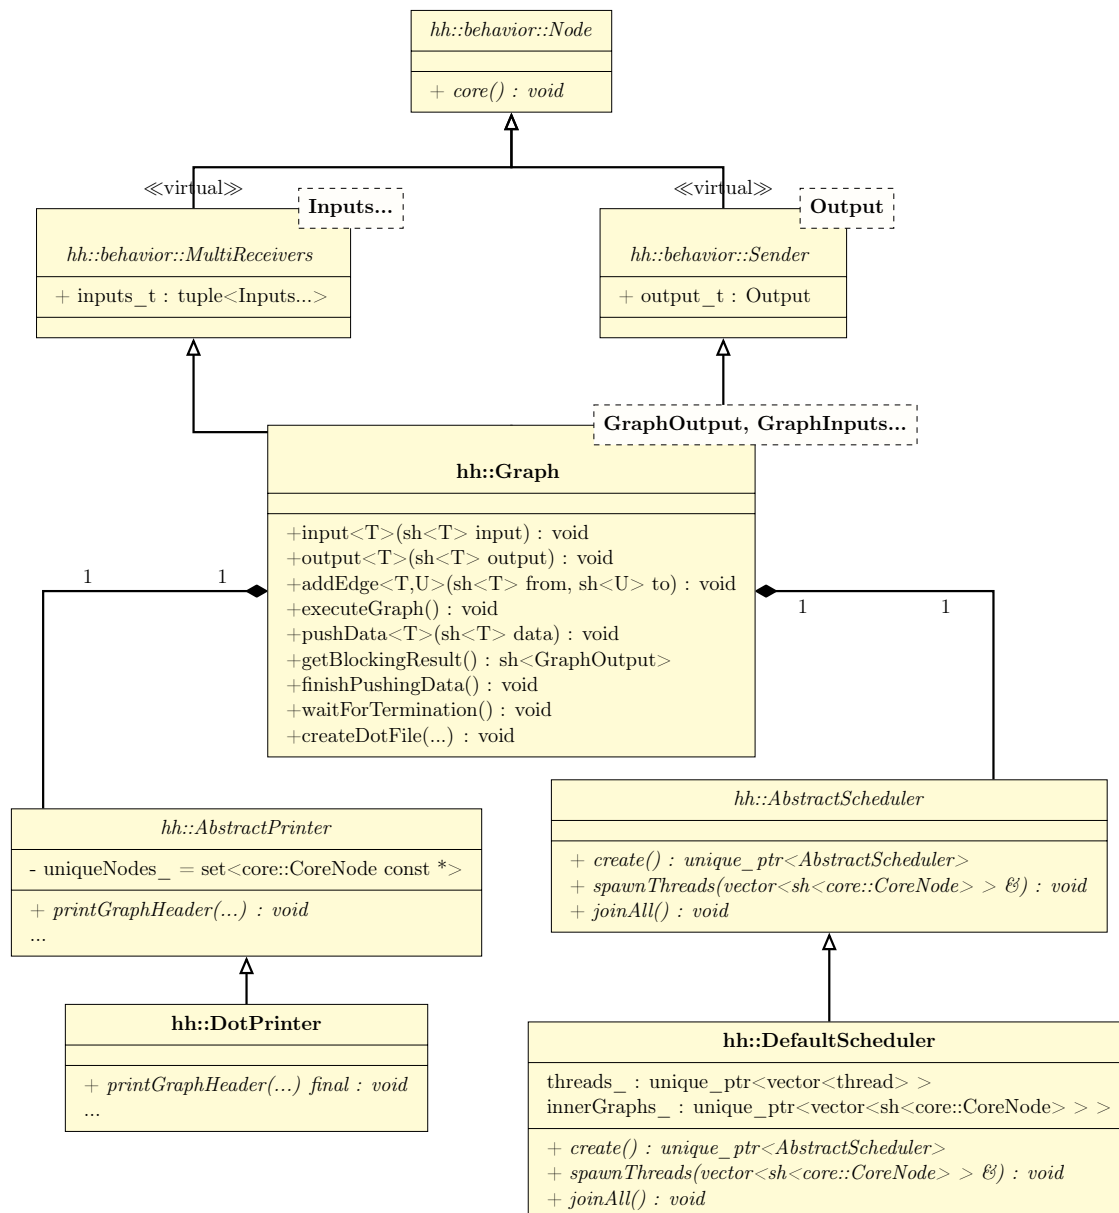 hh::behavior::Node
+ core() : void
≪virtual≫
≪virtual≫
Inputs...
Output
hh::behavior::MultiReceivers
+ inputs_t : tuple<Inputs...>
hh::behavior::Sender
+ output_t : Output
GraphOutput, GraphInputs...
hh::Graph
+input<T>(sh<T> input) : void
+output<T>(sh<T> output) : void
+addEdge<T,U>(sh<T> from, sh<U> to) : void
+executeGraph() : void
+pushData<T>(sh<T> data) : void
+getBlockingResult() : sh<GraphOutput>
+finishPushingData() : void
+waitForTermination() : void
+createDotFile(...) : void
1
1
1
1
hh::AbstractPrinter
- uniqueNodes_ = set<core::CoreNode const *>
+ printGraphHeader(...) : void
...
hh::AbstractScheduler
+ create() : unique_ptr<AbstractScheduler>
+ spawnThreads(vector<sh<core::CoreNode> > &) : void
+ joinAll() : void
hh::DotPrinter
+ printGraphHeader(...) final : void
...
hh::DefaultScheduler
threads_ : unique_ptr<vector<thread> >
innerGraphs_ : unique_ptr<vector<sh<core::CoreNode> > >
+ create() : unique_ptr<AbstractScheduler>
+ spawnThreads(vector<sh<core::CoreNode> > &) : void
+ joinAll() : void